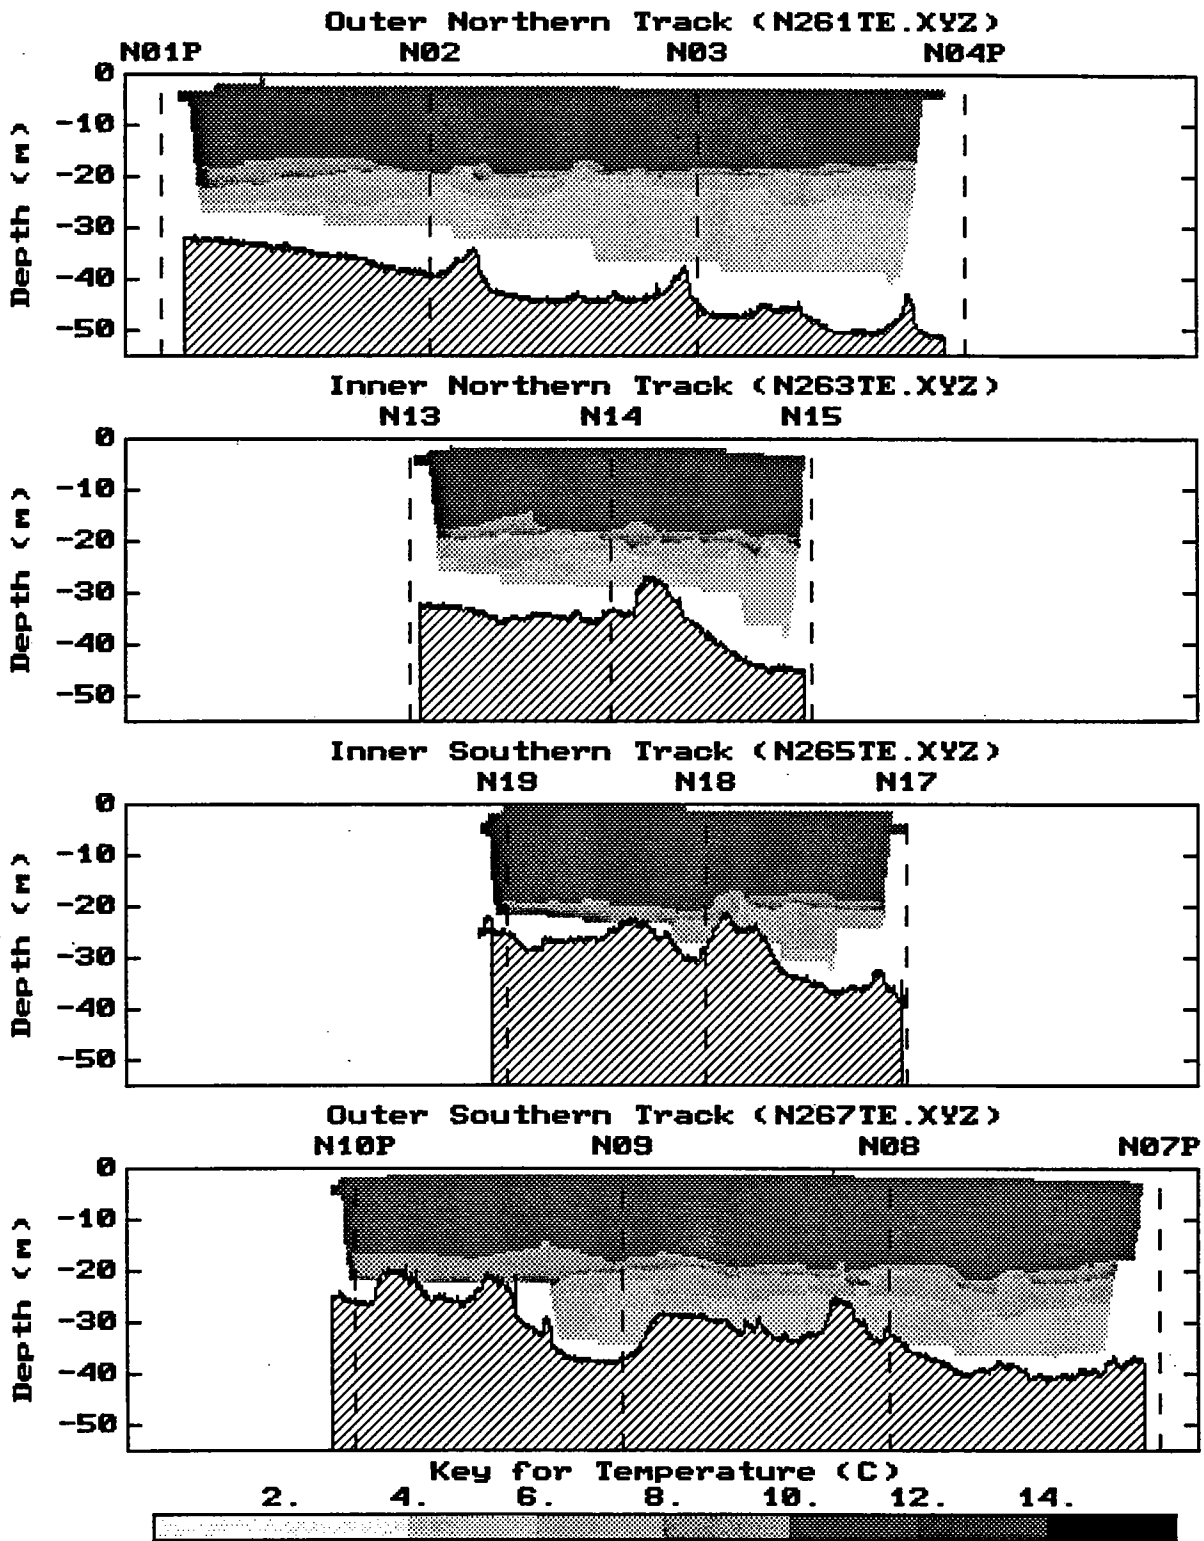 Outer Northern Track (N261TE.XYZ)
N01P N02 N03 N04P
0
-10
-20
-30
-40
-50
Depth (m)
Inner Northern Track (N263TE.XYZ)
N13 N14 N15
0
-10
-20
-30
-40
-50
Depth (m)
Inner Southern Track (N265TE.XYZ)
N19 N18 N17
0
-10
-20
-30
-40
-50
Depth (m)
Outer Southern Track (N267TE.XYZ)
N10P N09 N08 N07P
0
-10
-20
-30
-40
-50
Depth (m)
Key for Temperature (C)
2. 4. 6. 8. 10. 12. 14.